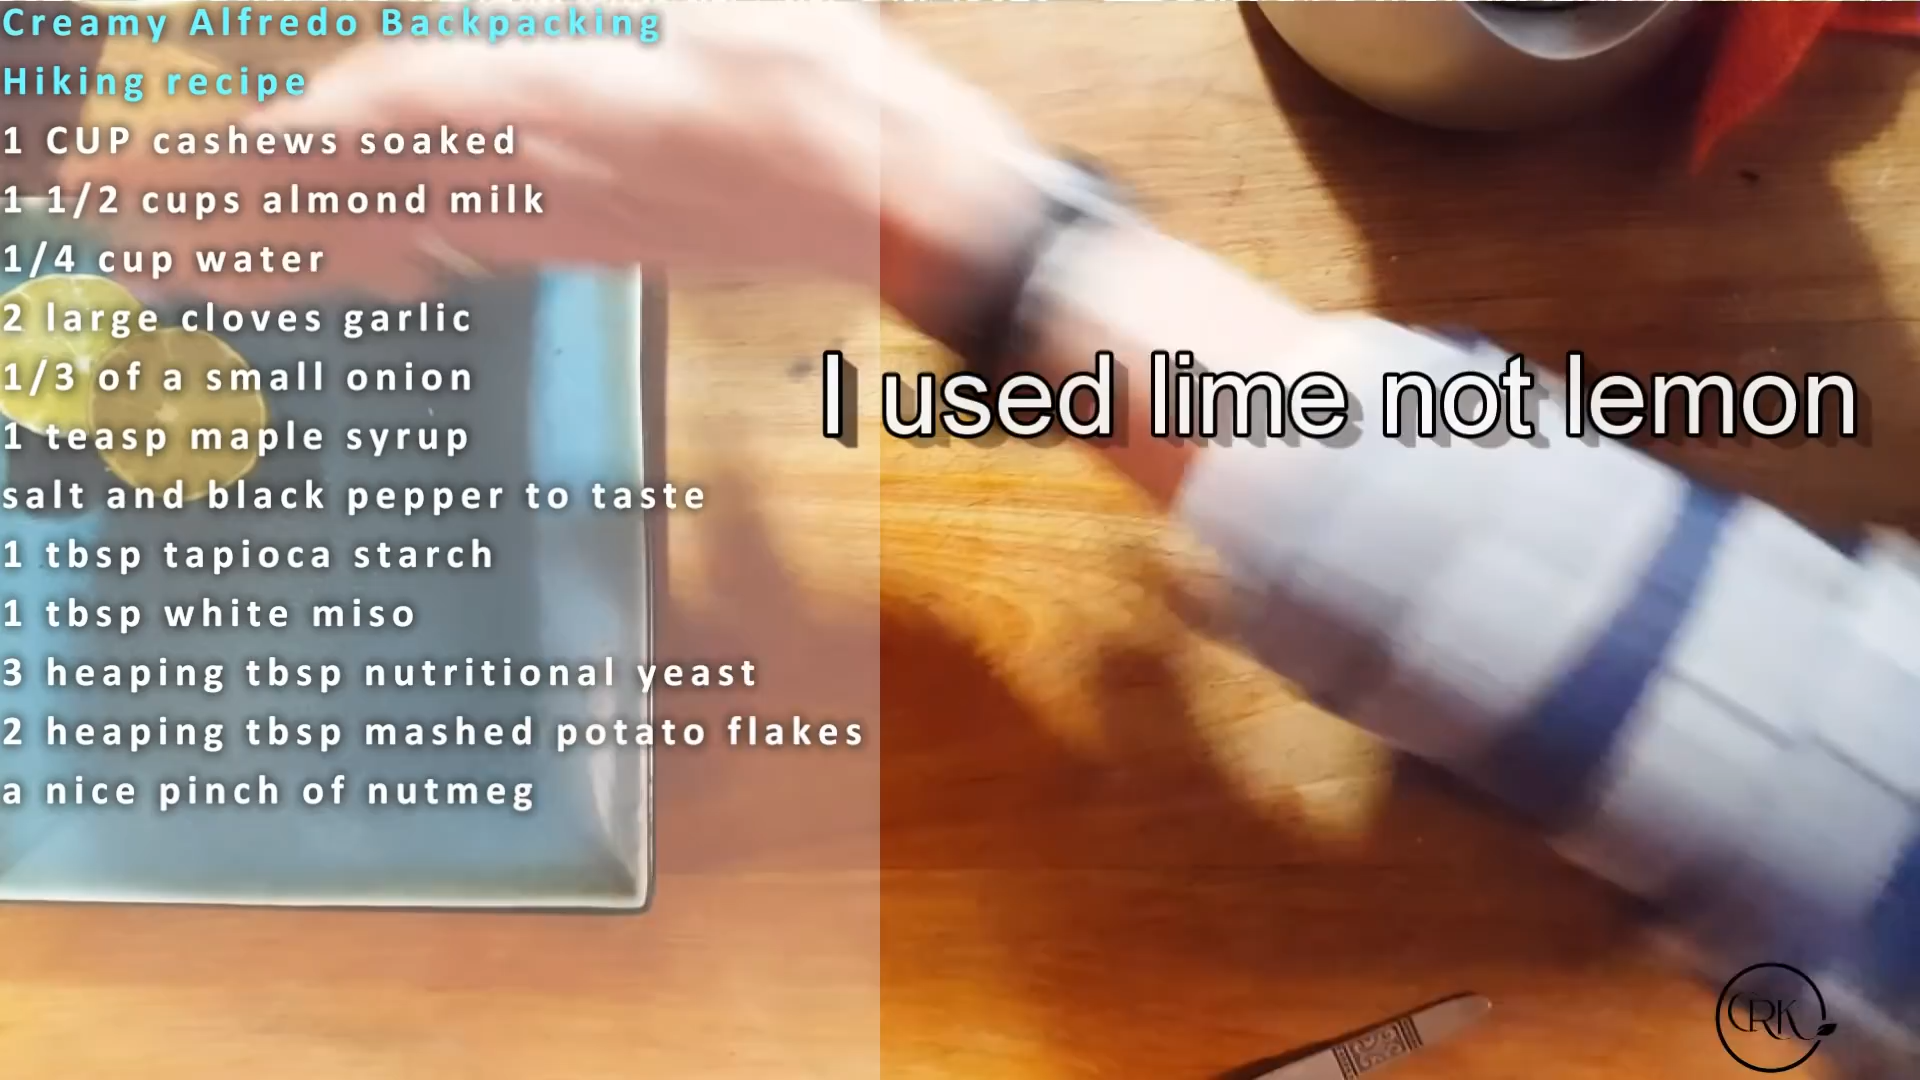 Creamy Alfredo Backpacking
Hiking recipe
1 CUP cashews soaked
1 1/2 cups almond milk
1/4 cup water
2 large cloves garlic
1/3 of a small onion
1 teasp maple syrup
salt and black pepper to taste
1 tbsp tapioca starch
1 tbsp white miso
3 heaping tbsp nutritional yeast
2 heaping tbsp mashed potato flakes
a nice pinch of nutmeg
I used lime not lemon
CRK